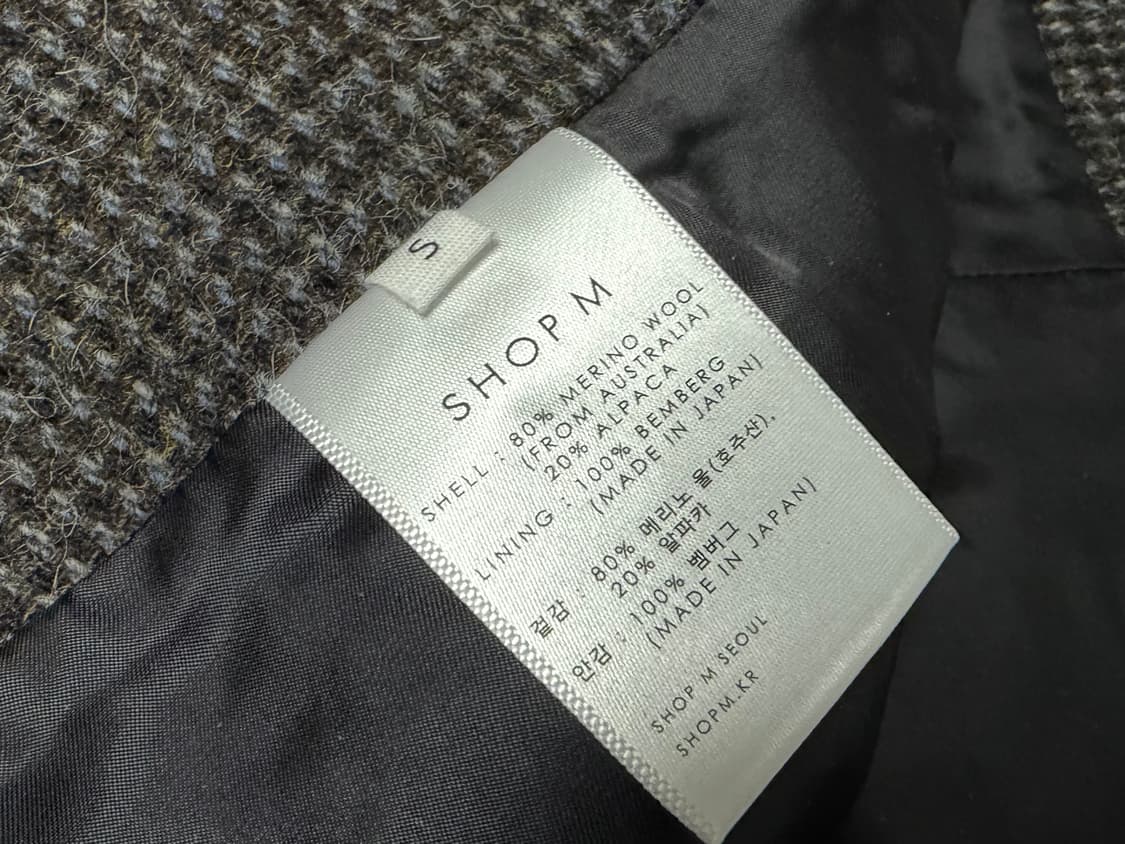 S
SHOP M
SHELL : 80% MERINO WOOL
(FROM AUSTRALIA)
20% ALPACA
LINING : 100% BEMBERG
(MADE IN JAPAN)
겉감 : 80% 메리노 울(호주산).
20% 알파카
안감 : 100% 벰버그
(MADE IN JAPAN)
SHOP M SEOUL
SHOPM.KR